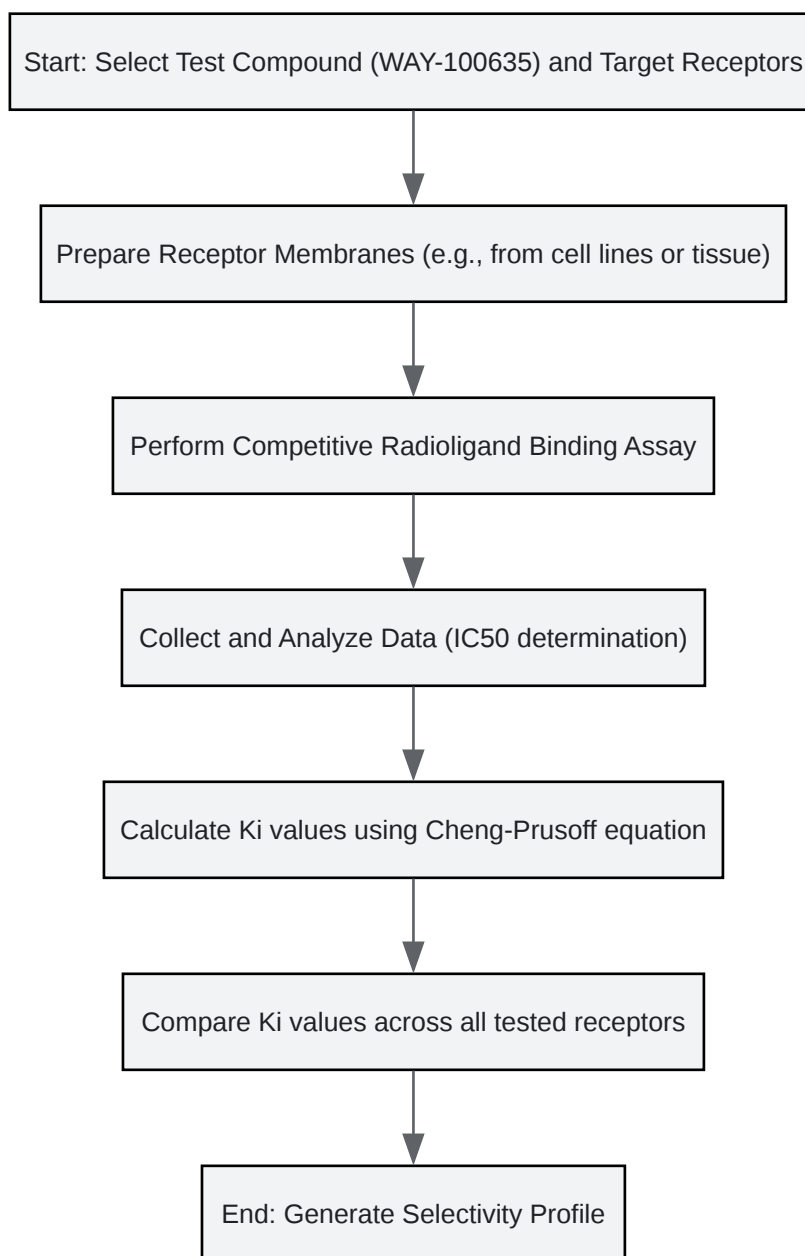 Start: Select Test Compound (WAY-100635) and Target Receptors
Prepare Receptor Membranes (e.g., from cell lines or tissue)
Perform Competitive Radioligand Binding Assay
Collect and Analyze Data (IC50 determination)
Calculate Ki values using Cheng-Prusoff equation
Compare Ki values across all tested receptors
End: Generate Selectivity Profile